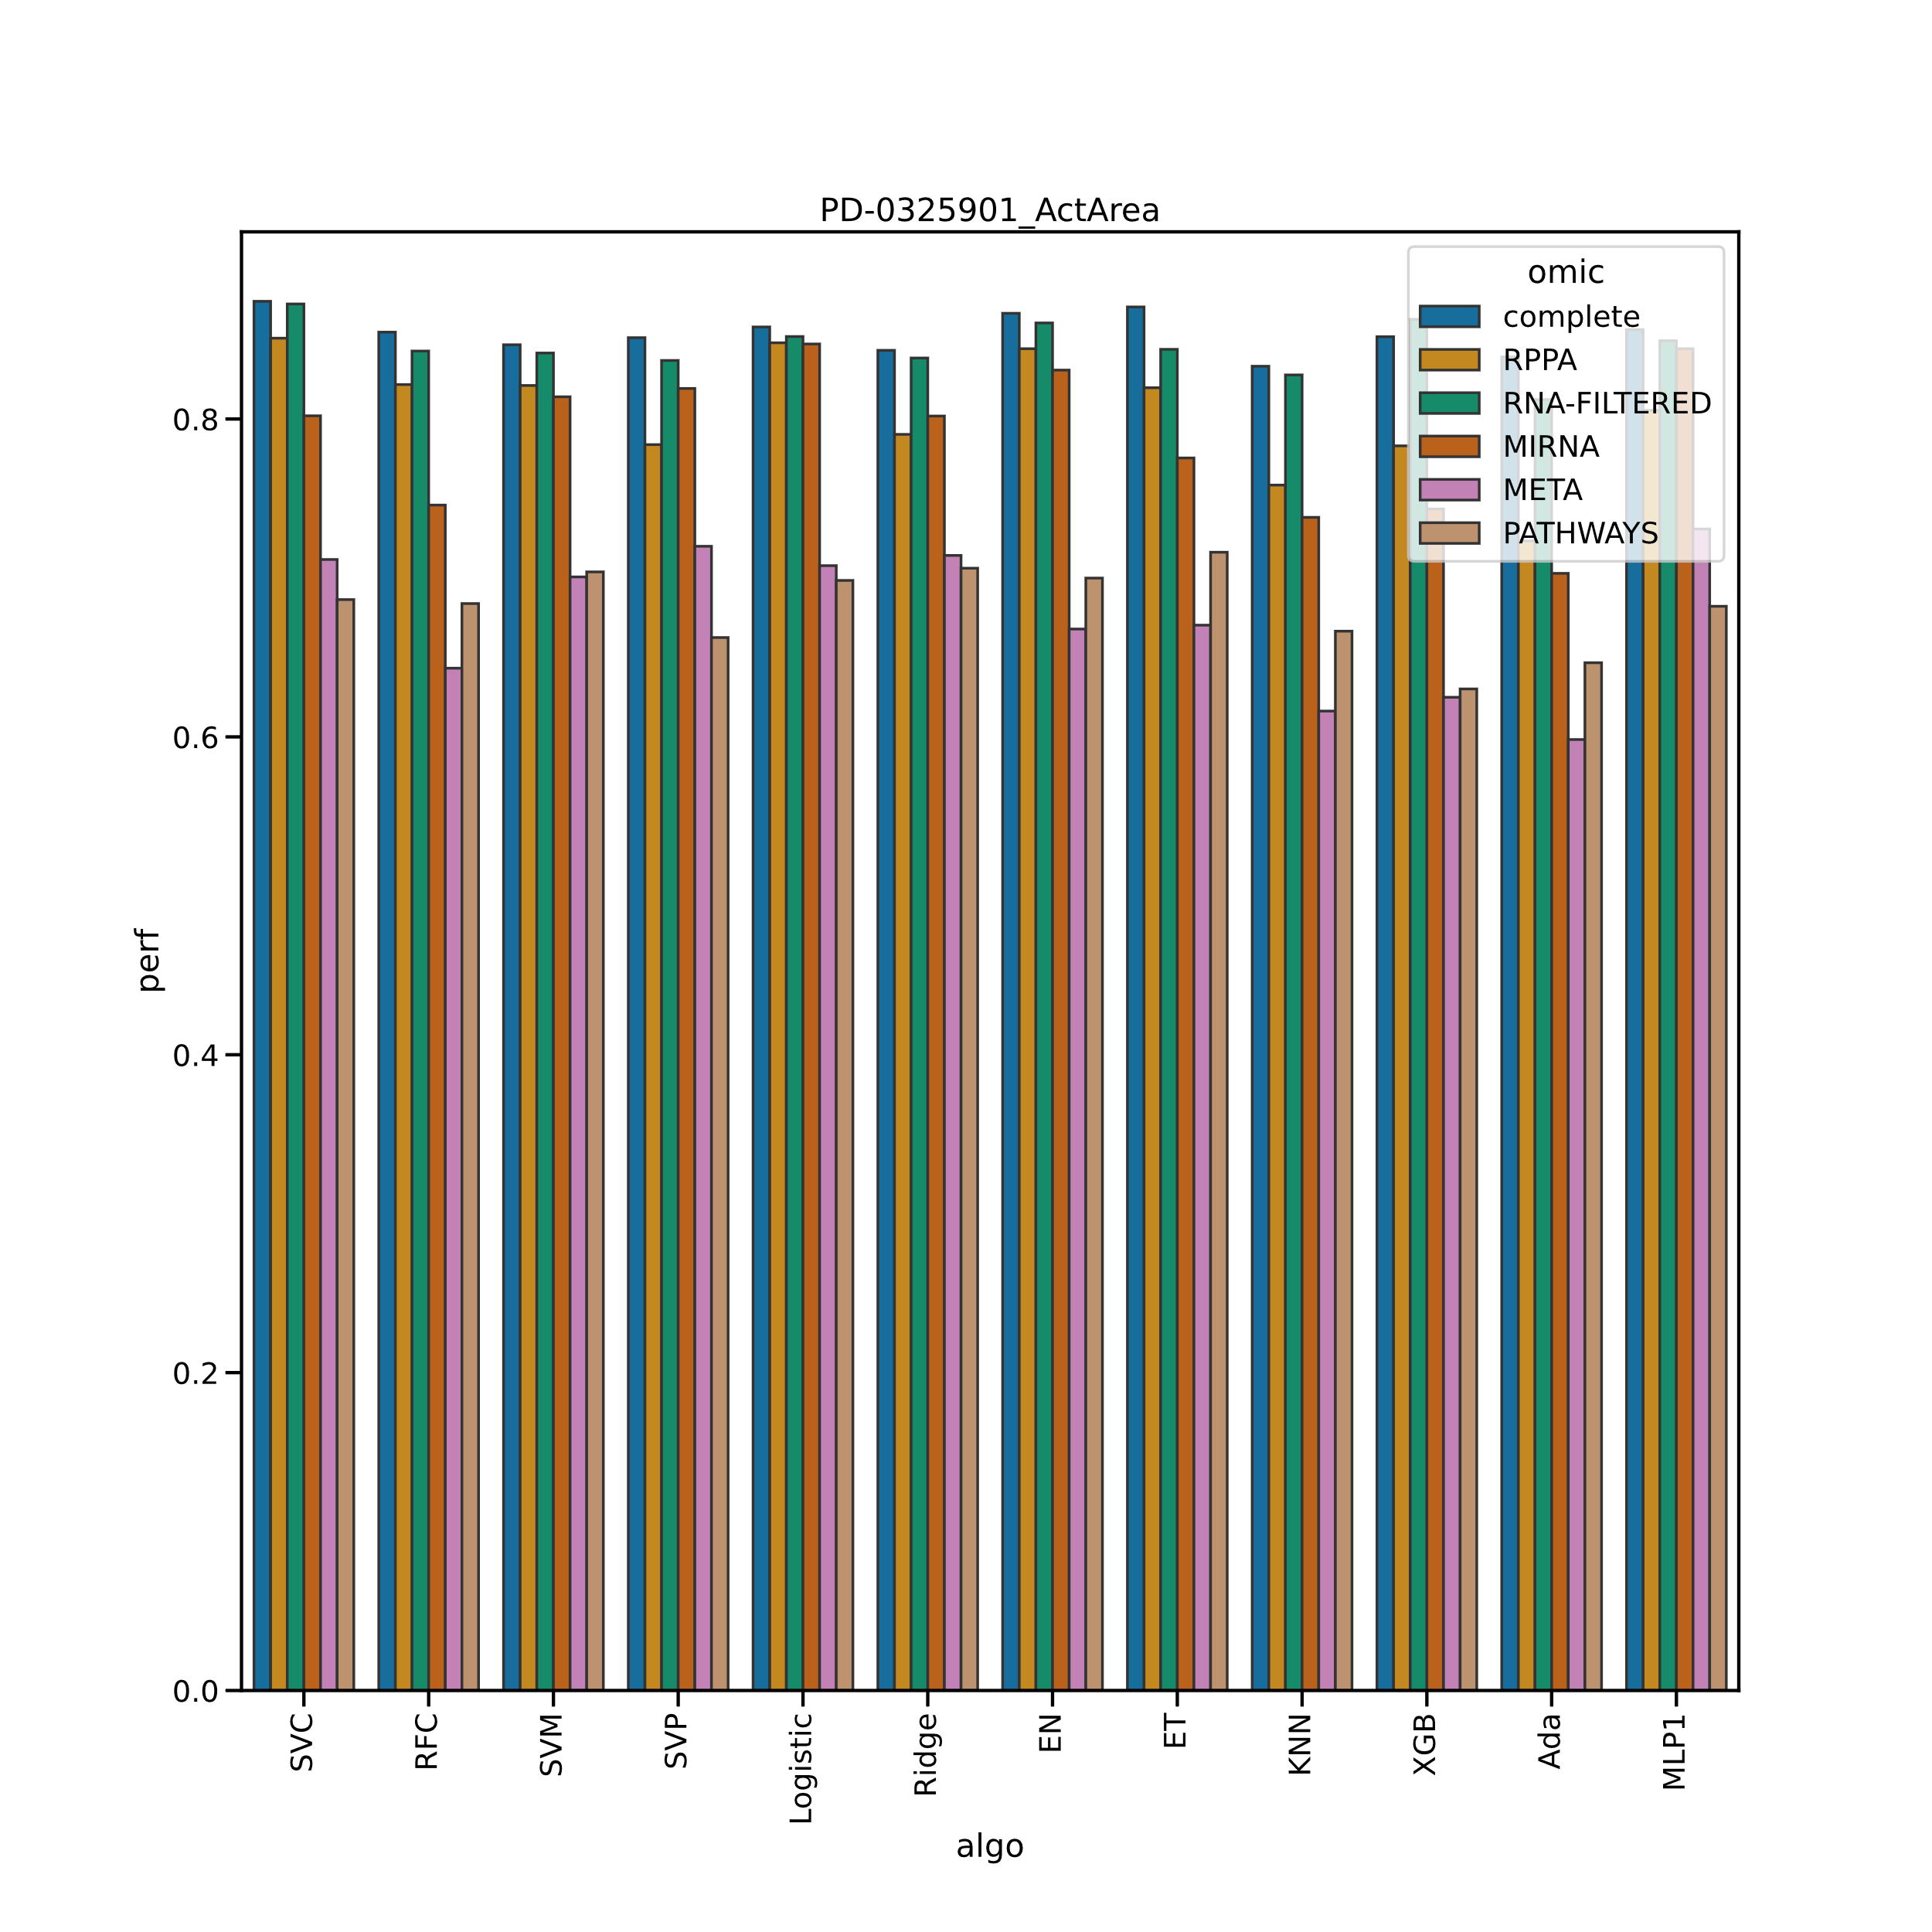 PD-0325901_ActArea
omic
complete
RPPA
RNA-FILTERED
MIRNA
META
PATHWAYS
perf
0.8
0.6
0.4
0.2
0.0
SVC
RFC
SVM
SVP
Logistic
Ridge
EN
ET
KNN
XGB
Ada
MLP1
algo